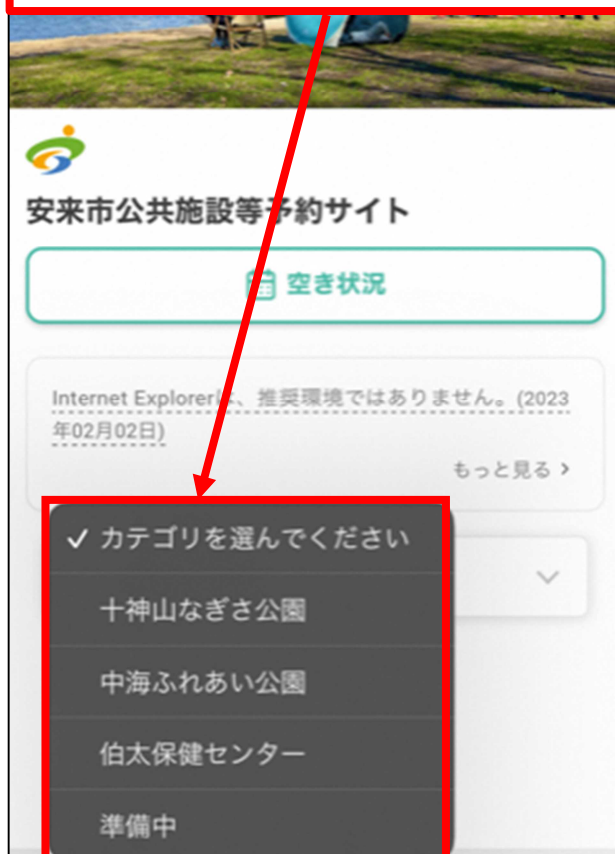 安来市公共施設等予約サイト
空き状況
Internet Explorerは、推奨環境ではありません。(2023
年02月02日)
もっと見る
カテゴリを選んでください
十神山なぎさ公園
中海ふれあい公園
伯太保健センター
準備中